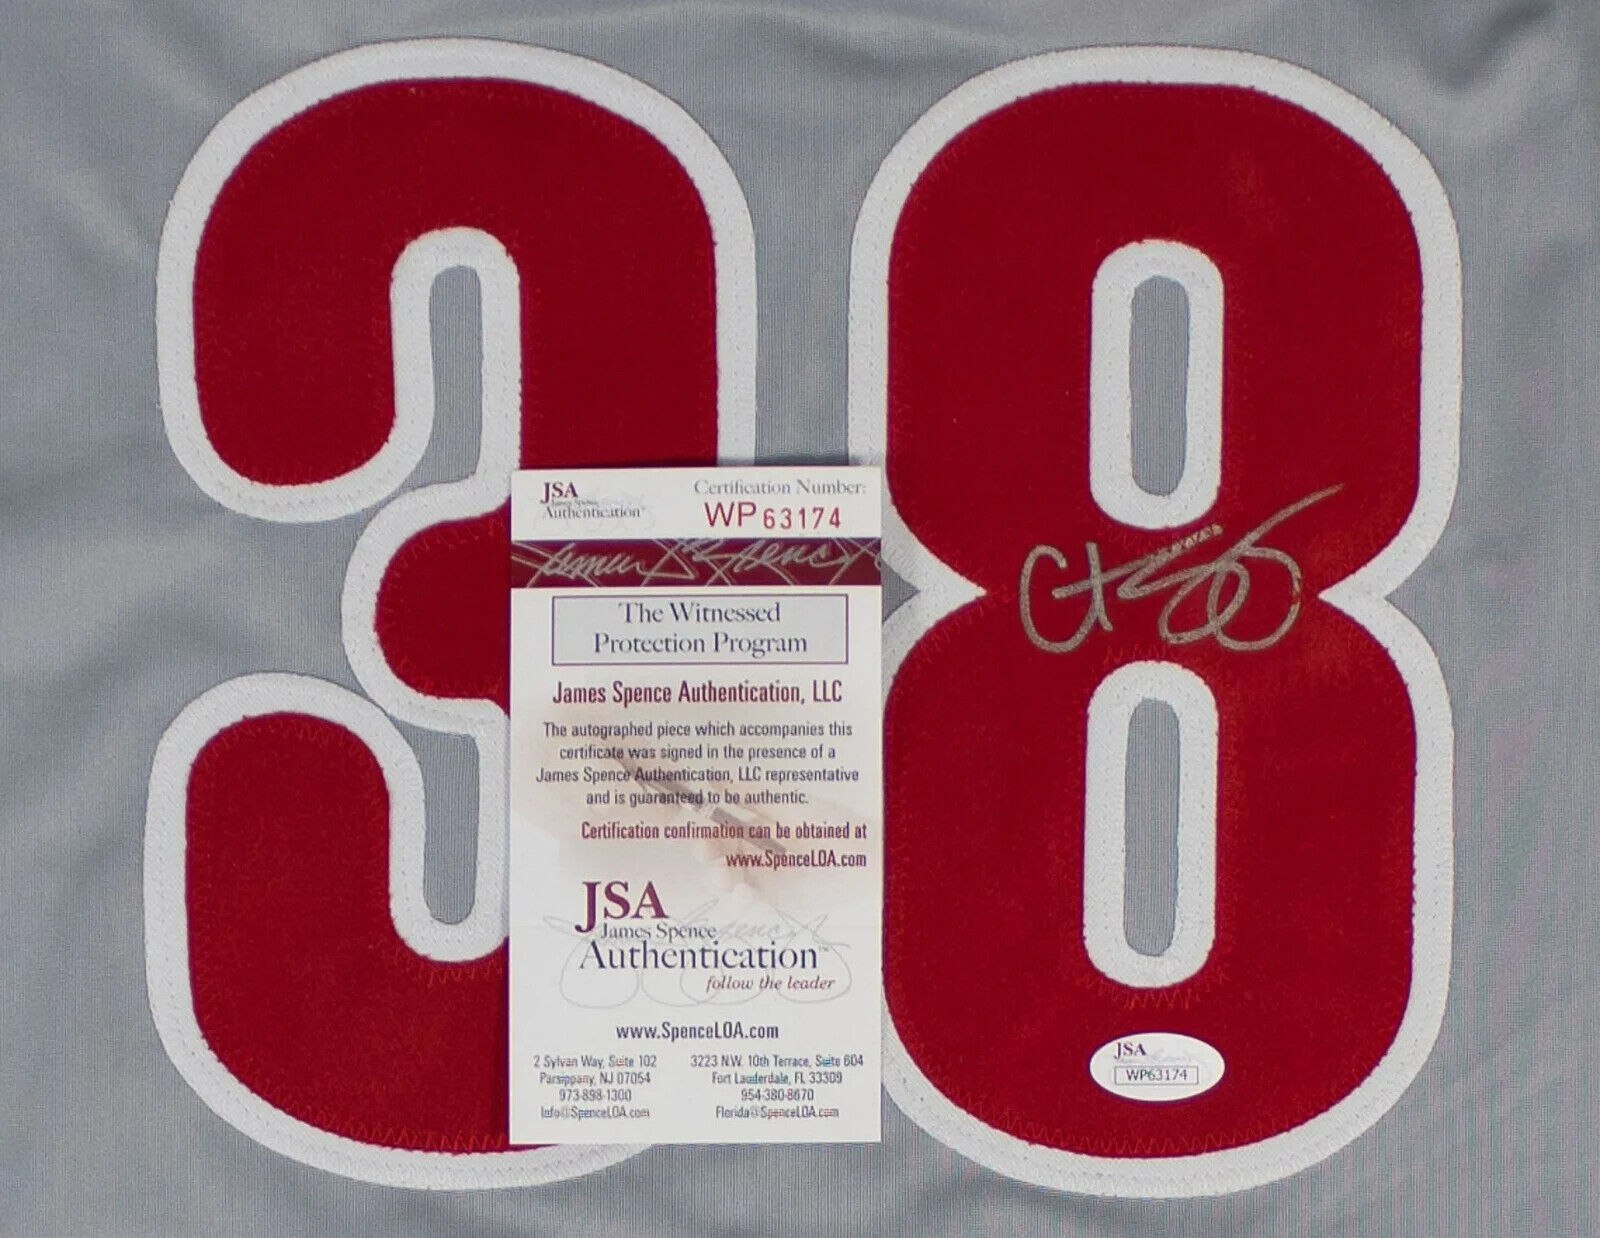 38
JSA
James Spence
Authentication
Certification Number:
WP63174
The Witnessed
Protection Program
James Spence Authentication, LLC
The autographed piece which accompanies this
certificate was signed in the presence of a
James Spence Authentication, LLC representative
and is guaranteed to be authentic.
Certification confirmation can be obtained at
www.SpenceLOA.com
JSA
James Spence
Authentication™
follow the leader
www.SpenceLOA.com
2 Sylvan Way, Suite 102
Parsippany, NJ 07054
973-898-1300
Info@SpenceLOA.com
3223 N.W. 10th Terrace, Suite 604
Fort Lauderdale, FL 33309
954-380-8670
Florida@SpenceLOA.com
JSA
WP63174